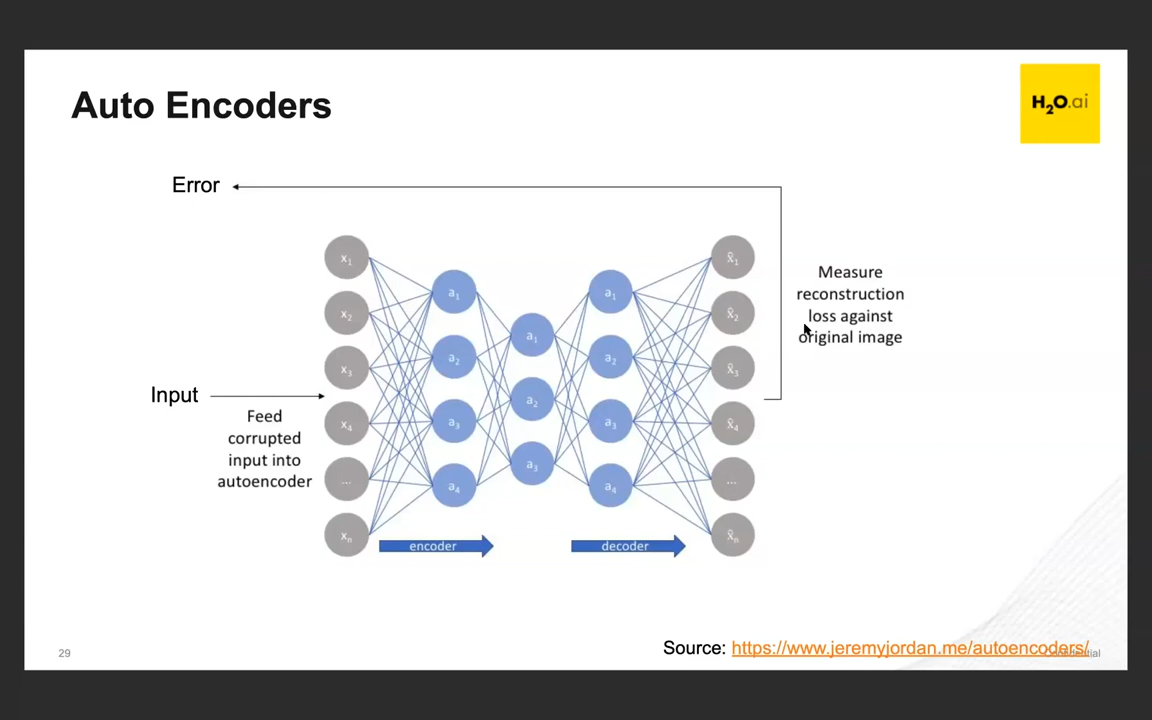 Auto Encoders
H2O.ai
Error
Input
Feed
corrupted
input into
autoencoder
x1
x2
x3
x4
...
xn
a1
a2
a3
a4
a1
a2
a3
a1
a2
a3
a4
x̂1
x̂2
x̂3
x̂4
...
x̂n
encoder
decoder
Measure
reconstruction
loss against
original image
Source: https://www.jeremyjordan.me/autoencoders/
29
Confidential